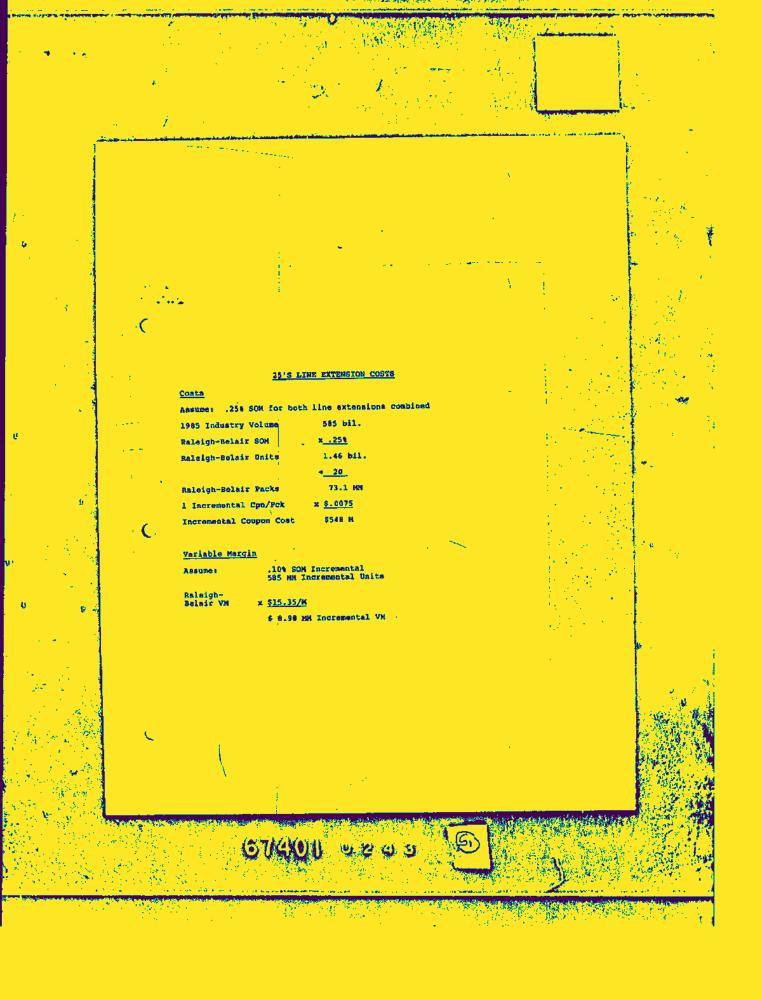 25'S LINE EXTENSION COSTS
Costs
Assume: .25% SOM for both line extensions combined
1985 Industry Volume 585 bil.
Raleigh-Belair SOM x .25%
Raleigh-Belair Units 1.46 bil.
÷ 20
Raleigh-Belair Packs 73.1 MM
1 Incremental Cpn/Pck x $.0075
Incremental Coupon Cost $548 M
Variable Margin
Assume: .10% SOM Incremental
585 MM Incremental Units
Raleigh-
Belair VM x $15.35/M
$ 8.98 MM Incremental VM
67401 0243
5